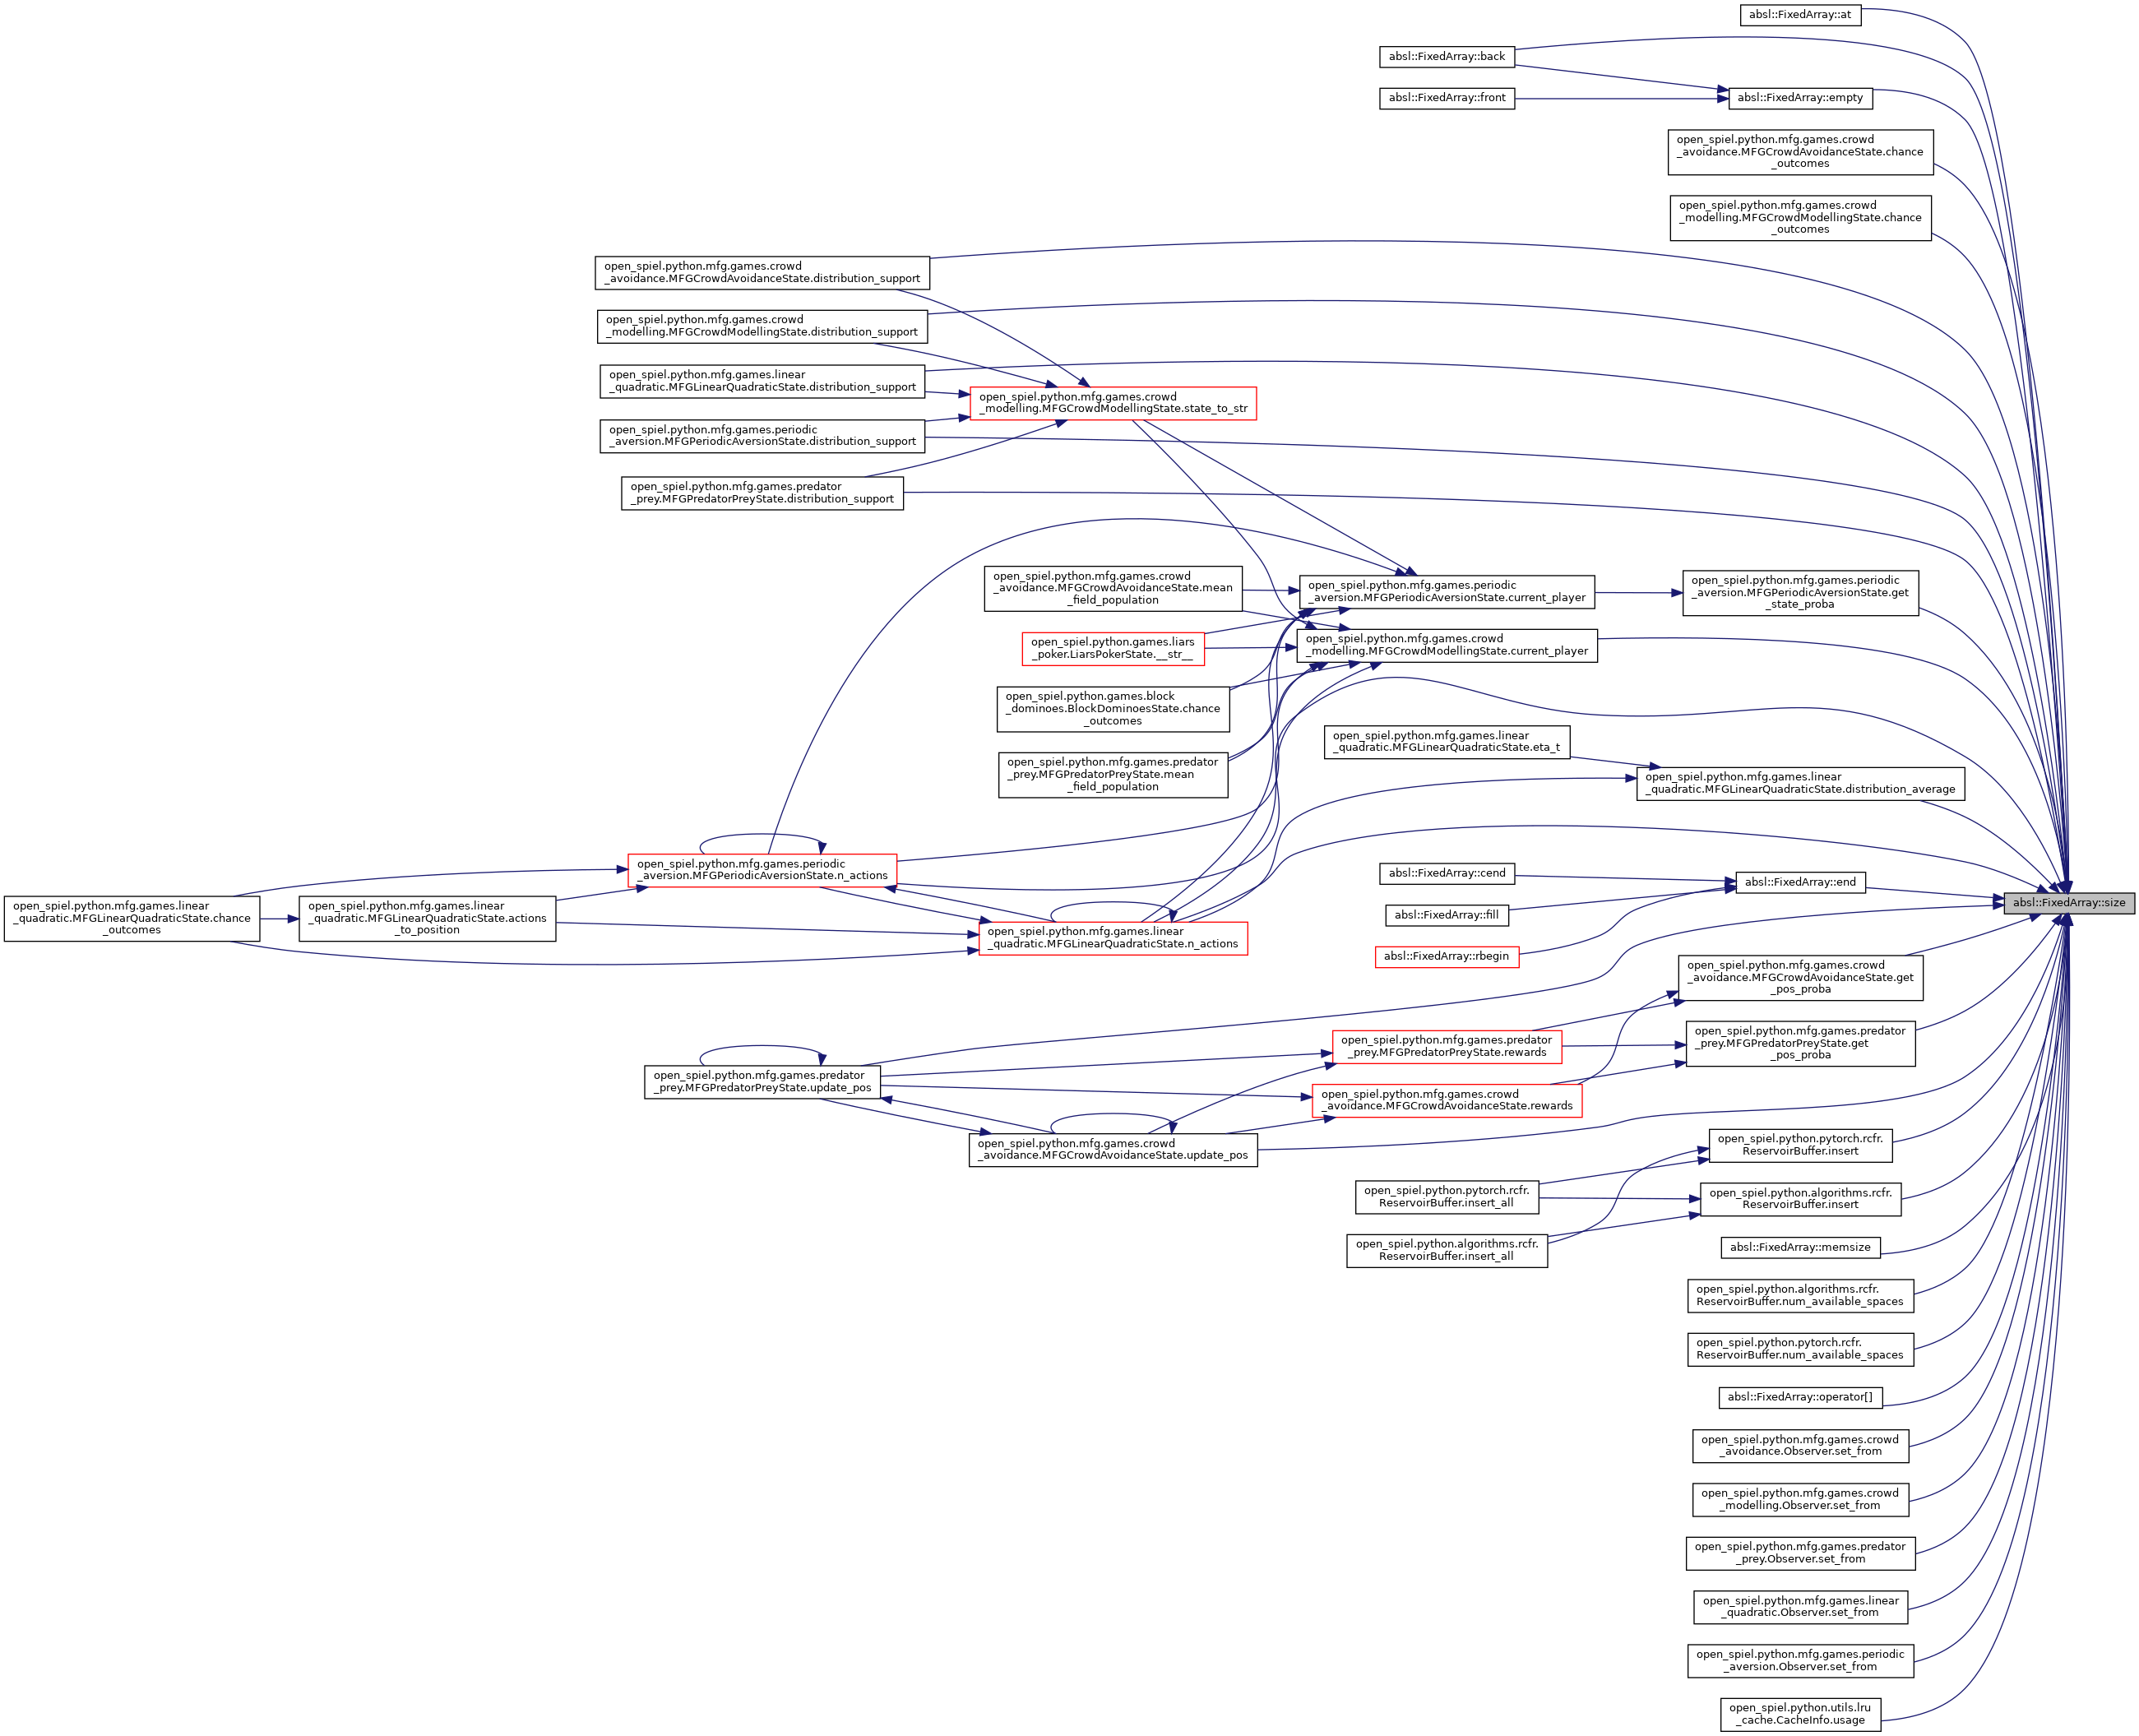 absl::FixedArray::at
absl::FixedArray::back
absl::FixedArray::front
absl::FixedArray::empty
open_spiel.python.mfg.games.crowd
_avoidance.MFGCrowdAvoidanceState.chance
_outcomes
open_spiel.python.mfg.games.crowd
_modelling.MFGCrowdModellingState.chance
_outcomes
open_spiel.python.mfg.games.crowd
_avoidance.MFGCrowdAvoidanceState.distribution_support
open_spiel.python.mfg.games.crowd
_modelling.MFGCrowdModellingState.distribution_support
open_spiel.python.mfg.games.linear
_quadratic.MFGLinearQuadraticState.distribution_support
open_spiel.python.mfg.games.crowd
_modelling.MFGCrowdModellingState.state_to_str
open_spiel.python.mfg.games.periodic
_aversion.MFGPeriodicAversionState.distribution_support
open_spiel.python.mfg.games.predator
_prey.MFGPredatorPreyState.distribution_support
open_spiel.python.mfg.games.crowd
_avoidance.MFGCrowdAvoidanceState.mean
_field_population
open_spiel.python.mfg.games.periodic
_aversion.MFGPeriodicAversionState.current_player
open_spiel.python.mfg.games.periodic
_aversion.MFGPeriodicAversionState.get
_state_proba
open_spiel.python.games.liars
_poker.LiarsPokerState.__str__
open_spiel.python.mfg.games.crowd
_modelling.MFGCrowdModellingState.current_player
open_spiel.python.games.block
_dominoes.BlockDominoesState.chance
_outcomes
open_spiel.python.mfg.games.predator
_prey.MFGPredatorPreyState.mean
_field_population
open_spiel.python.mfg.games.linear
_quadratic.MFGLinearQuadraticState.eta_t
open_spiel.python.mfg.games.linear
_quadratic.MFGLinearQuadraticState.distribution_average
open_spiel.python.mfg.games.periodic
_aversion.MFGPeriodicAversionState.n_actions
open_spiel.python.mfg.games.linear
_quadratic.MFGLinearQuadraticState.chance
_outcomes
open_spiel.python.mfg.games.linear
_quadratic.MFGLinearQuadraticState.actions
_to_position
open_spiel.python.mfg.games.linear
_quadratic.MFGLinearQuadraticState.n_actions
absl::FixedArray::cend
absl::FixedArray::fill
absl::FixedArray::rbegin
absl::FixedArray::end
absl::FixedArray::size
open_spiel.python.mfg.games.crowd
_avoidance.MFGCrowdAvoidanceState.get
_pos_proba
open_spiel.python.mfg.games.predator
_prey.MFGPredatorPreyState.get
_pos_proba
open_spiel.python.mfg.games.predator
_prey.MFGPredatorPreyState.rewards
open_spiel.python.mfg.games.predator
_prey.MFGPredatorPreyState.update_pos
open_spiel.python.mfg.games.crowd
_avoidance.MFGCrowdAvoidanceState.rewards
open_spiel.python.mfg.games.crowd
_avoidance.MFGCrowdAvoidanceState.update_pos
open_spiel.python.pytorch.rcfr.
ReservoirBuffer.insert
open_spiel.python.pytorch.rcfr.
ReservoirBuffer.insert_all
open_spiel.python.algorithms.rcfr.
ReservoirBuffer.insert
open_spiel.python.algorithms.rcfr.
ReservoirBuffer.insert_all
absl::FixedArray::memsize
open_spiel.python.algorithms.rcfr.
ReservoirBuffer.num_available_spaces
open_spiel.python.pytorch.rcfr.
ReservoirBuffer.num_available_spaces
absl::FixedArray::operator[]
open_spiel.python.mfg.games.crowd
_avoidance.Observer.set_from
open_spiel.python.mfg.games.crowd
_modelling.Observer.set_from
open_spiel.python.mfg.games.predator
_prey.Observer.set_from
open_spiel.python.mfg.games.linear
_quadratic.Observer.set_from
open_spiel.python.mfg.games.periodic
_aversion.Observer.set_from
open_spiel.python.utils.lru
_cache.CacheInfo.usage